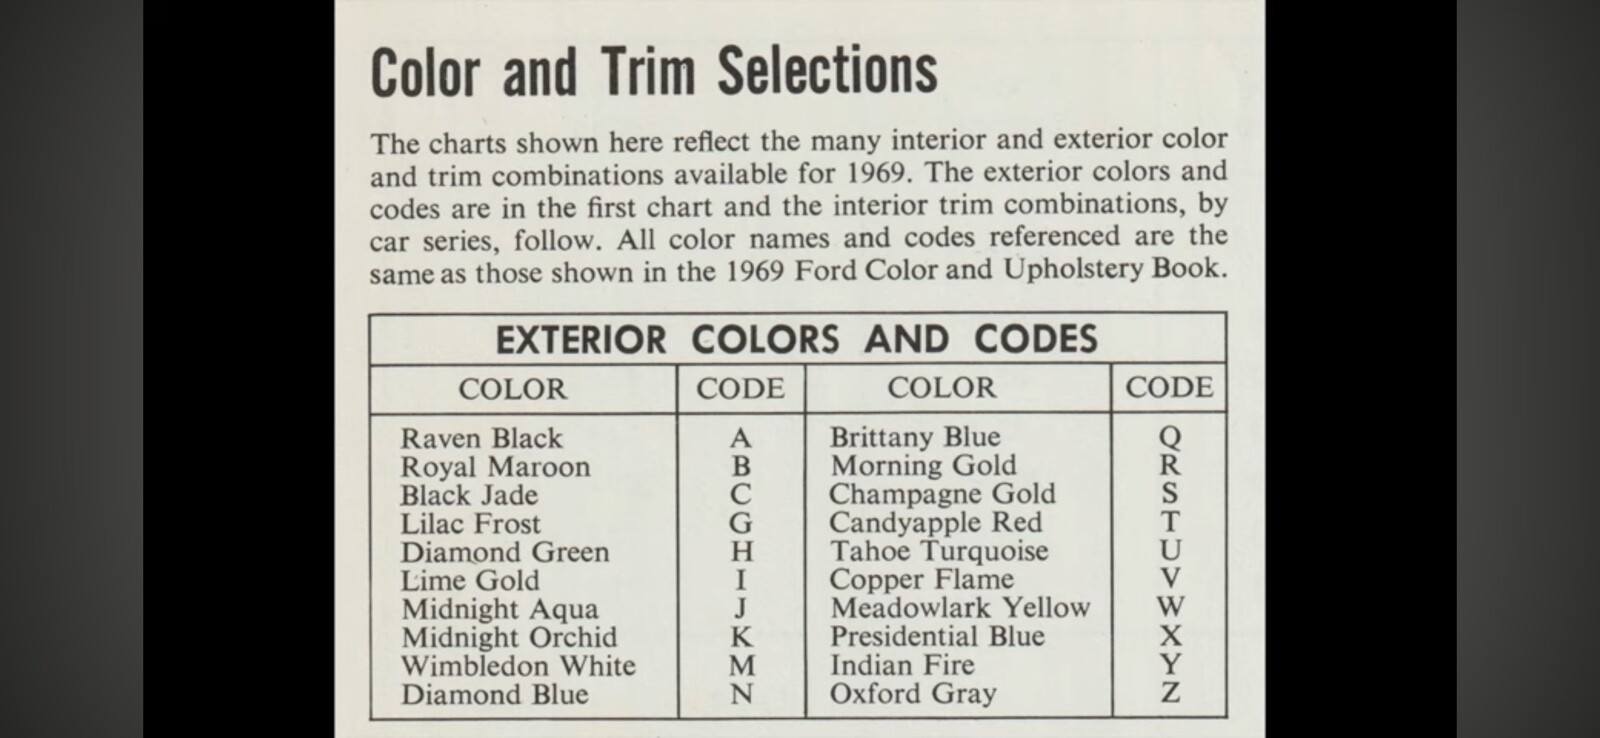 Color and Trim Selections
The charts shown here reflect the many interior and exterior color
and trim combinations available for 1969. The exterior colors and
codes are in the first chart and the interior trim combinations, by
car series, follow. All color names and codes referenced are the
same as those shown in the 1969 Ford Color and Upholstery Book.
EXTERIOR COLORS AND CODES
COLOR CODE COLOR CODE
Raven Black A Brittany Blue Q
Royal Maroon B Morning Gold R
Black Jade C Champagne Gold S
Lilac Frost G Candyapple Red T
Diamond Green H Tahoe Turquoise U
Lime Gold I Copper Flame V
Midnight Aqua J Meadowlark Yellow W
Midnight Orchid K Presidential Blue X
Wimbledon White M Indian Fire Y
Diamond Blue N Oxford Gray Z